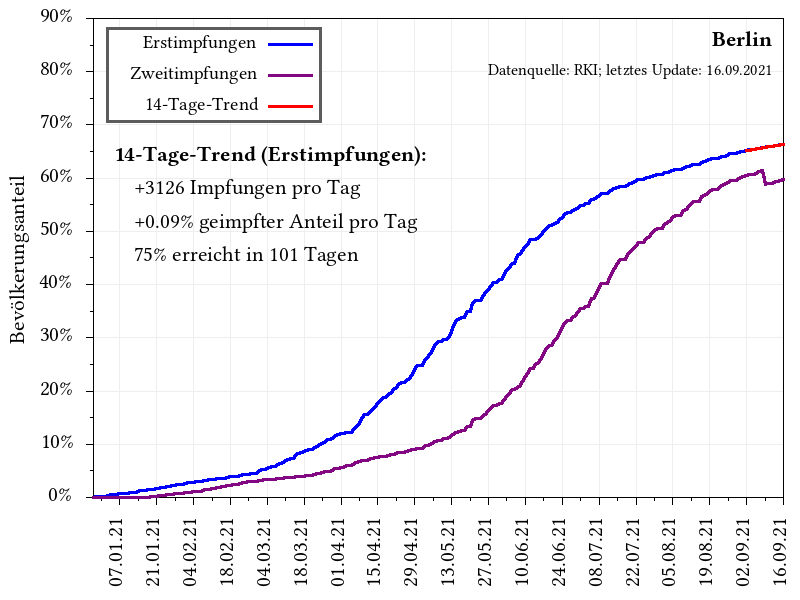 90%
80%
70%
60%
50%
40%
30%
20%
10%
0%
Bevölkerungsanteil
Erstimpfungen
Zweitimpfungen
14-Tage-Trend
Berlin
Datenquelle: RKI; letztes Update: 16.09.2021
14-Tage-Trend (Erstimpfungen):
+3126 Impfungen pro Tag
+0.09% geimpfter Anteil pro Tag
75% erreicht in 101 Tagen
07.01.21
21.01.21
04.02.21
18.02.21
04.03.21
18.03.21
01.04.21
15.04.21
29.04.21
13.05.21
27.05.21
10.06.21
24.06.21
08.07.21
22.07.21
05.08.21
19.08.21
02.09.21
16.09.21